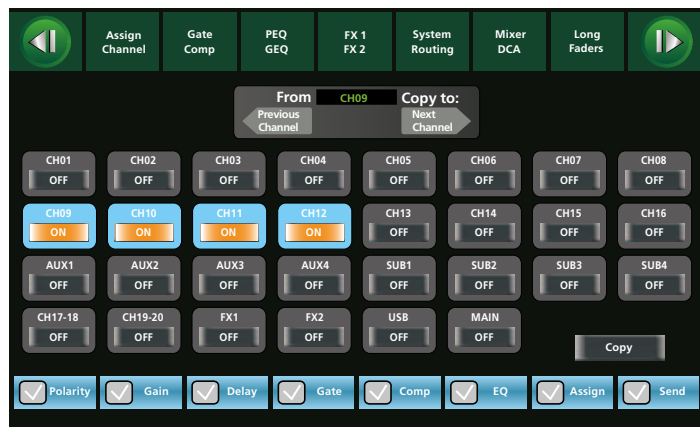 Assign Gate PEQ FX 1 System Mixer Long
Channel Comp GEQ FX 2 Routing DCA Faders
From CH09 Copy to:
Previous Next
Channel Channel
CH01 CH02 CH03 CH04 CH05 CH06 CH07 CH08
OFF OFF OFF OFF OFF OFF OFF OFF
CH09 CH10 CH11 CH12 CH13 CH14 CH15 CH16
ON ON ON ON OFF OFF OFF OFF
AUX1 AUX2 AUX3 AUX4 SUB1 SUB2 SUB3 SUB4
OFF OFF OFF OFF OFF OFF OFF OFF
CH17-18 CH19-20 FX1 FX2 USB MAIN
OFF OFF OFF OFF OFF OFF
Copy
Polarity Gain Delay Gate Comp EQ Assign Send